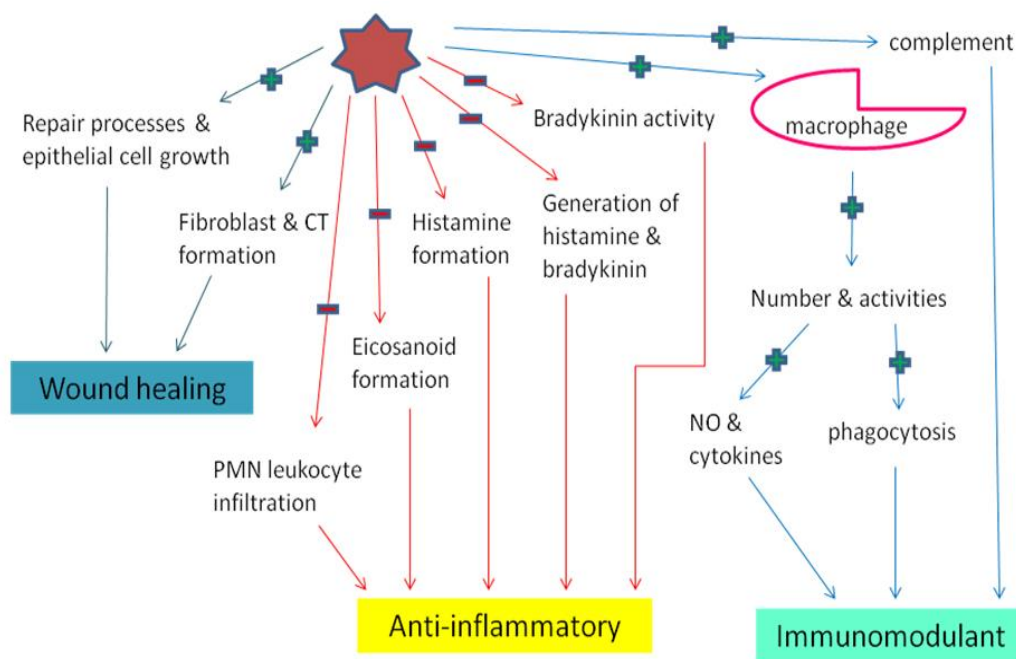 complement
Bradykinin activity
macrophage
Repair processes &
epithelial cell growth
Fibroblast & CT
formation
Histamine
formation
Generation of
histamine &
bradykinin
Number & activities
Eicosanoid
formation
Wound healing
NO &
cytokines
phagocytosis
PMN leukocyte
infiltration
Anti-inflammatory
Immunomodulant